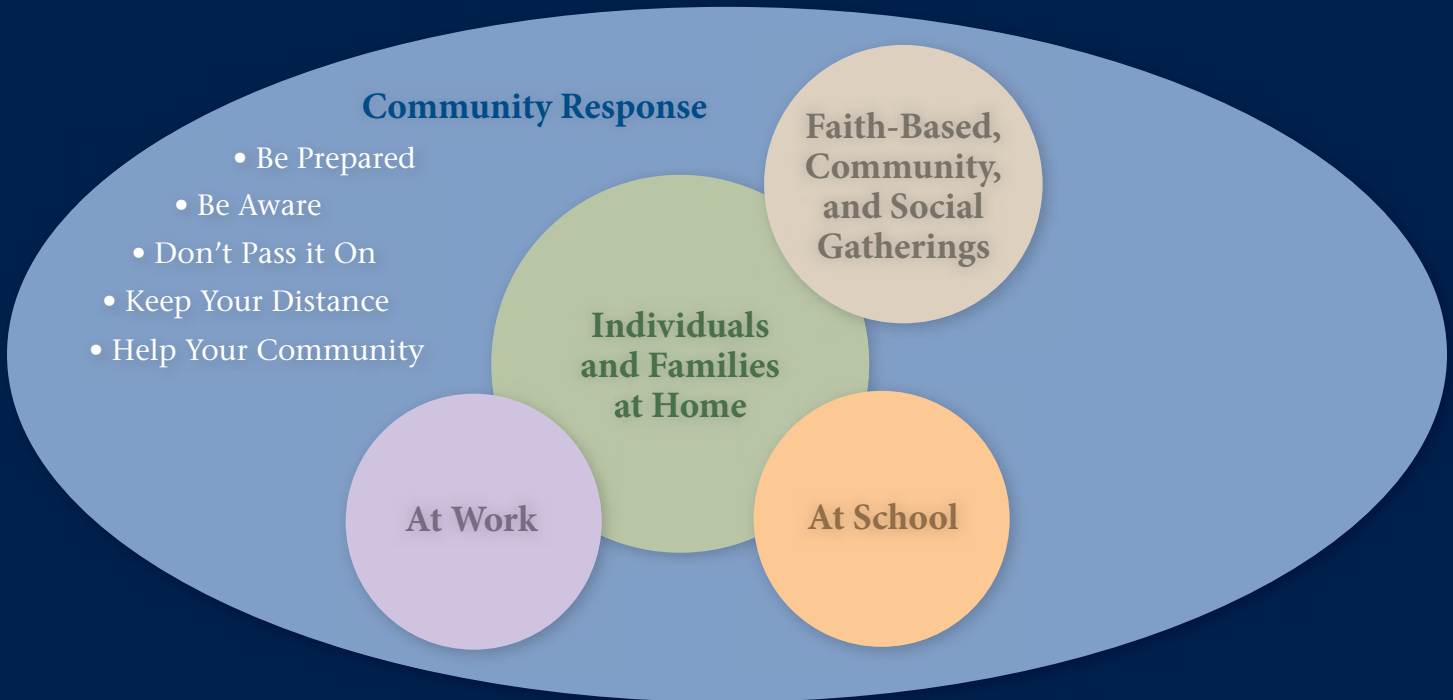 Community Response
• Be Prepared
• Be Aware
• Don’t Pass it On
• Keep Your Distance
• Help Your Community
Faith-Based,
Community,
and Social
Gatherings
Individuals
and Families
at Home
At Work
At School